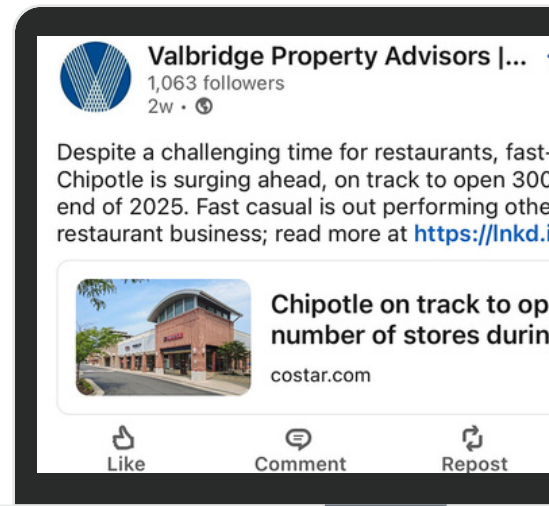 Valbridge Property Advisors |...
1,063 followers
2w •
Despite a challenging time for restaurants, fast-
Chipotle is surging ahead, on track to open 300
end of 2025. Fast casual is out performing othe
restaurant business; read more at https://lnkd.i
Chipotle on track to op
number of stores durin
costar.com
Like
Comment
Repost